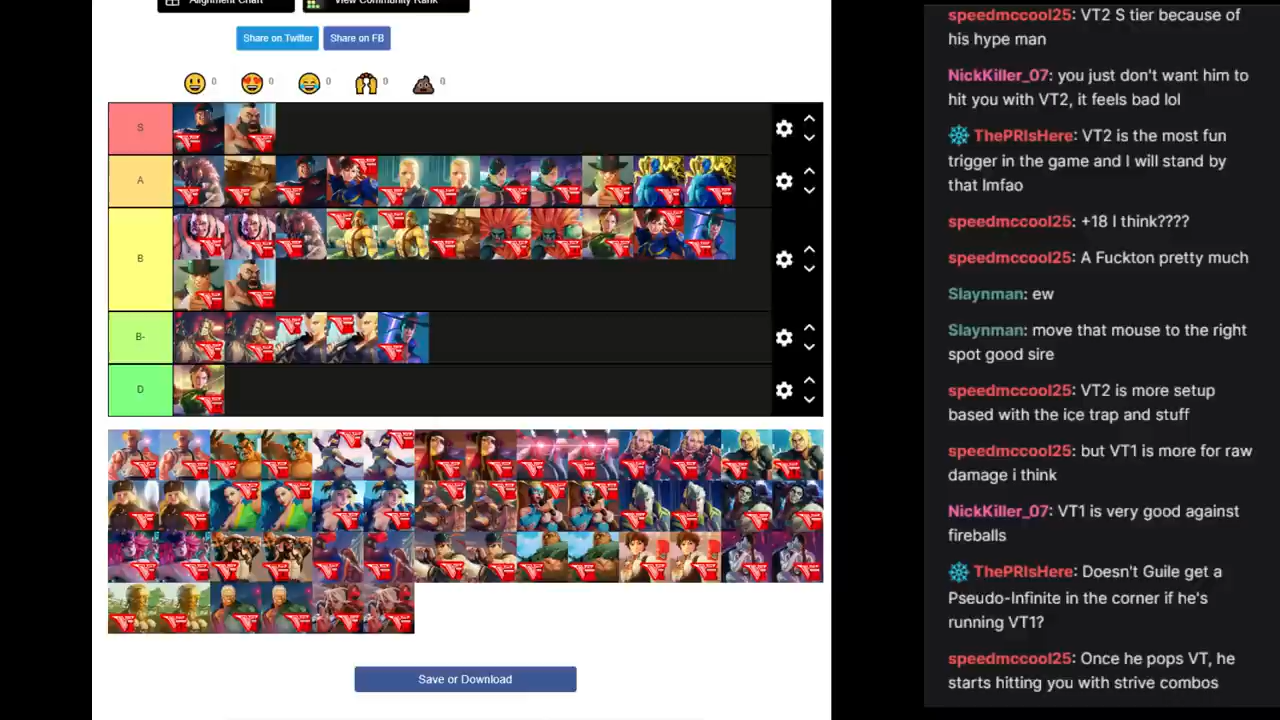 Alignment Chart
View Community Rank
Share on Twitter
Share on FB
0
0
0
0
0
S
A
B
B-
D
Save or Download
speedmccool25: VT2 S tier because of
his hype man
NickKiller_07: you just don't want him to
hit you with VT2, it feels bad lol
ThePRIsHere: VT2 is the most fun
trigger in the game and I will stand by
that lmfao
speedmccool25: +18 I think????
speedmccool25: A Fuckton pretty much
Slaynman: ew
Slaynman: move that mouse to the right
spot good sire
speedmccool25: VT2 is more setup
based with the ice trap and stuff
speedmccool25: but VT1 is more for raw
damage i think
NickKiller_07: VT1 is very good against
fireballs
ThePRIsHere: Doesn't Guile get a
Pseudo-Infinite in the corner if he's
running VT1?
speedmccool25: Once he pops VT, he
starts hitting you with strive combos